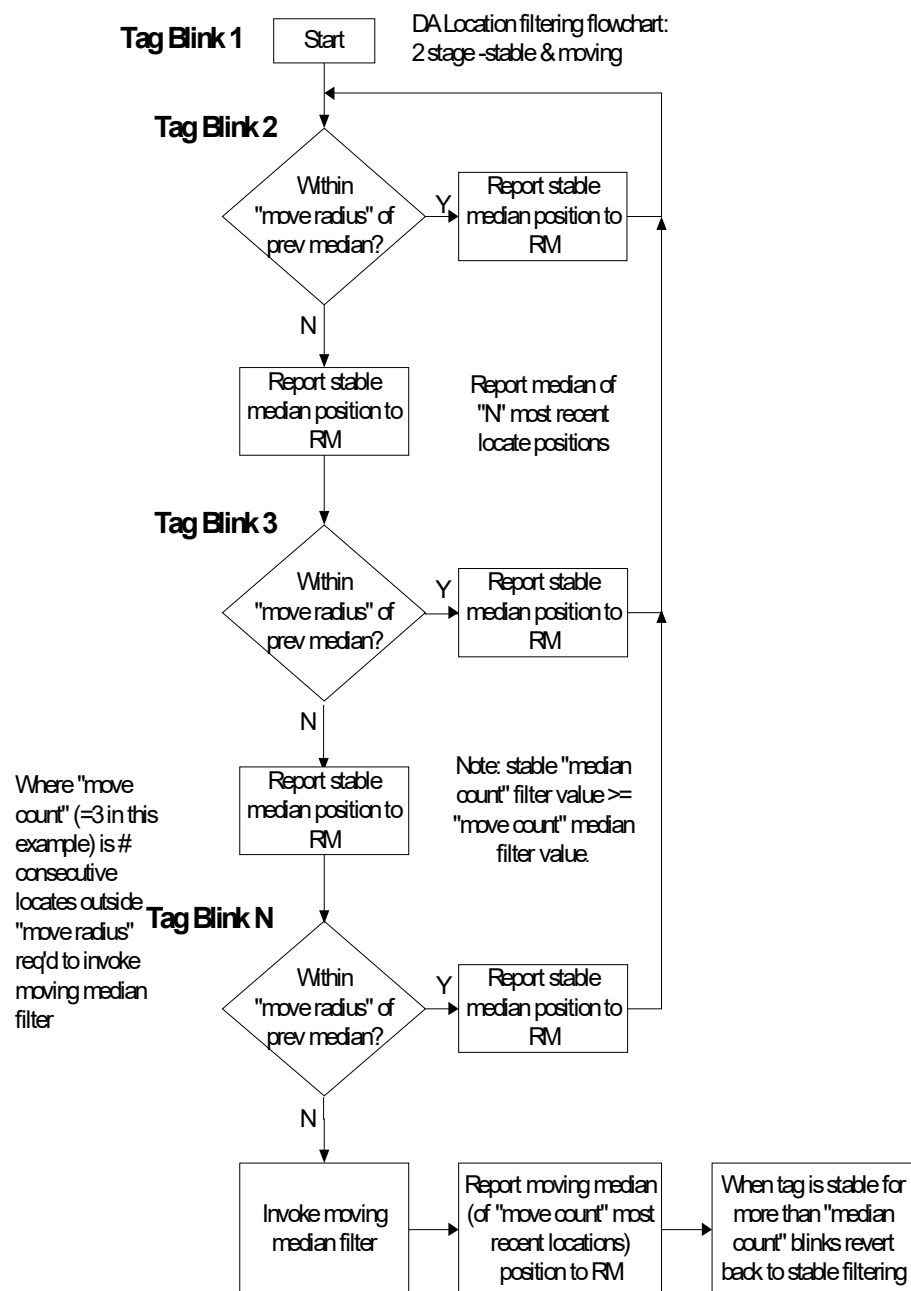 Tag Blink 1
Start
DA Location filtering flowchart:
2 stage -stable & moving
Tag Blink 2
Within
"move radius" of
prev median?
Y
Report stable
median position to
RM
N
Report stable
median position to
RM
Report median of
"N" most recent
locate positions
Tag Blink 3
Within
"move radius" of
prev median?
Y
Report stable
median position to
RM
N
Report stable
median position to
RM
Note: stable "median
count" filter value >=
"move count" median
filter value.
Where "move
count" (=3 in this
example) is #
consecutive
locates outside
"move radius"
req'd to invoke
moving median
filter
Tag Blink N
Within
"move radius" of
prev median?
Y
Report stable
median position to
RM
N
Invoke moving
median filter
Report moving median
(of "move count" most
recent locations)
position to RM
When tag is stable for
more than "median
count" blinks revert
back to stable filtering